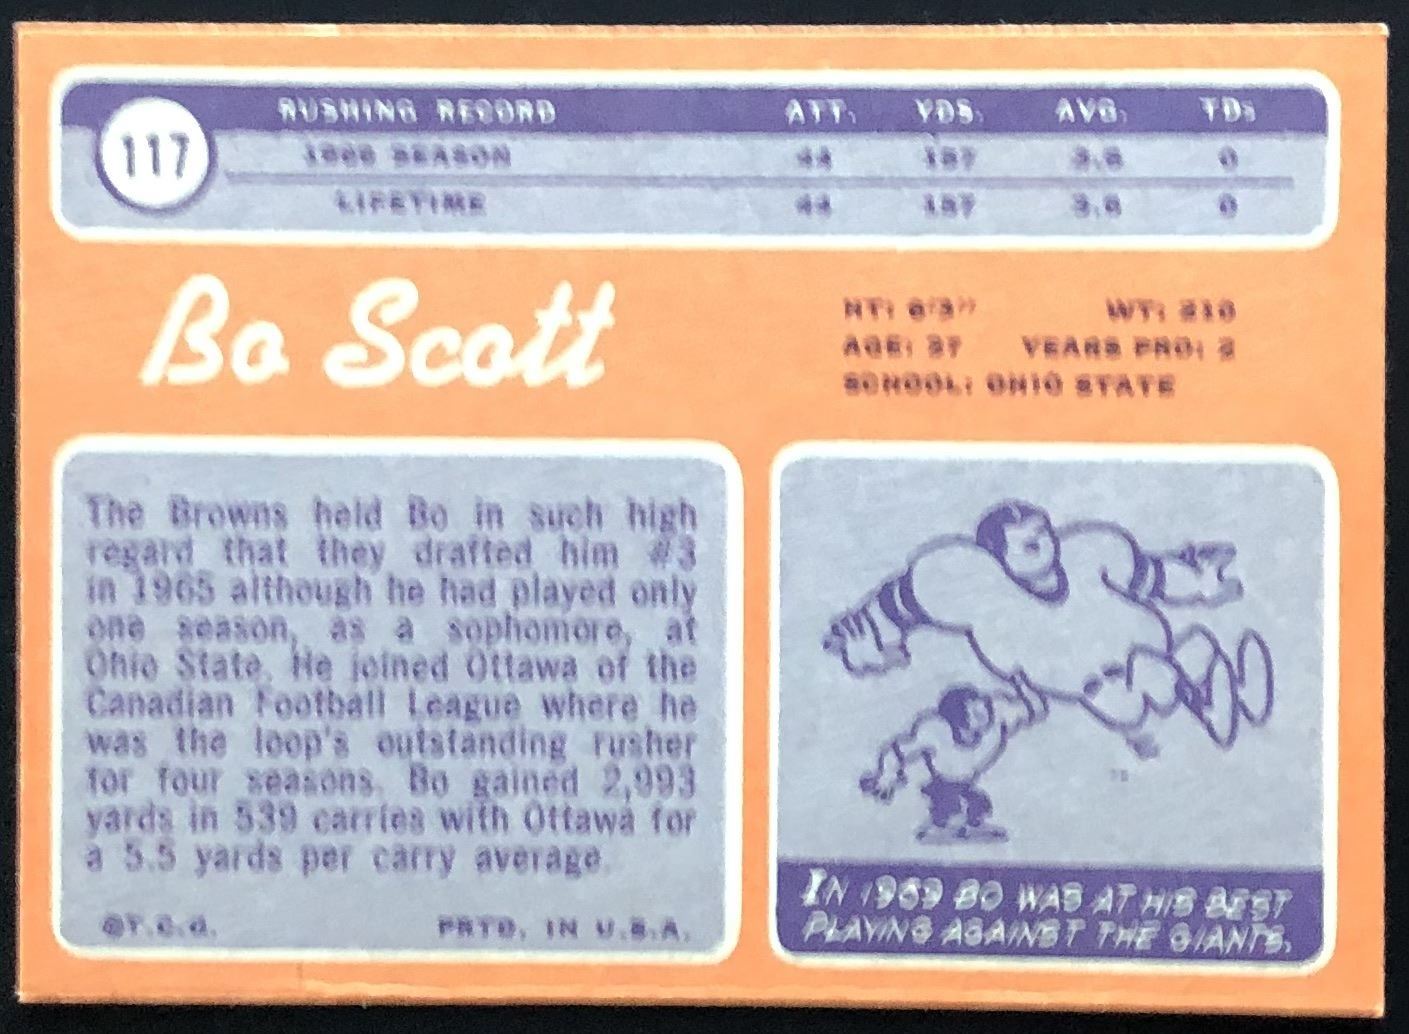 117
RUSHING RECORD ATT. YDS. AVG. TDs
SEASON 44 157 3.6 0
LIFETIME 44 157 3.6 0
Bo Scott
HT: 6'3" WT: 210
AGE: 27 YEARS PRO: 2
SCHOOL: OHIO STATE
The Browns held Bo in such high
regard that they drafted him #3
in 1965 although he had played only
one season, as a sophomore, at
Ohio State. He joined Ottawa of the
Canadian Football League where he
was the loop's outstanding rusher
for four seasons. Bo gained 2,993
yards in 539 carries with Ottawa for
a 5.5 yards per carry average.
©T.C.G. PRTD. IN U.S.A.
IN 1969 BO WAS AT HIS BEST
PLAYING AGAINST THE GIANTS.